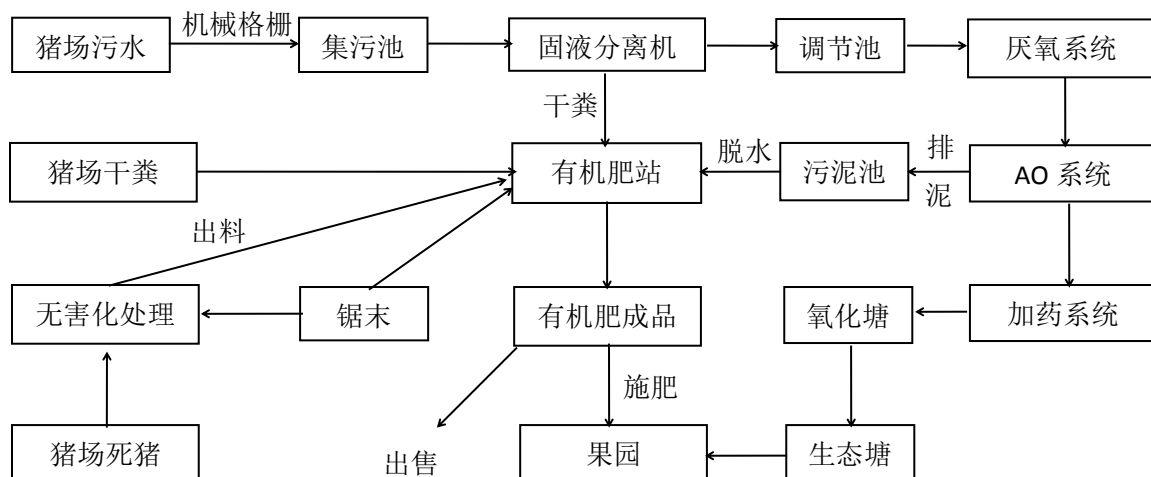 猪场污水
机械格栅
集污池
固液分离机
调节池
厌氧系统
干粪
猪场干粪
有机肥站
脱水
污泥池
排
泥
AO 系统
出料
无害化处理
锯末
有机肥成品
氧化塘
加药系统
施肥
猪场死猪
出售
果园
生态塘